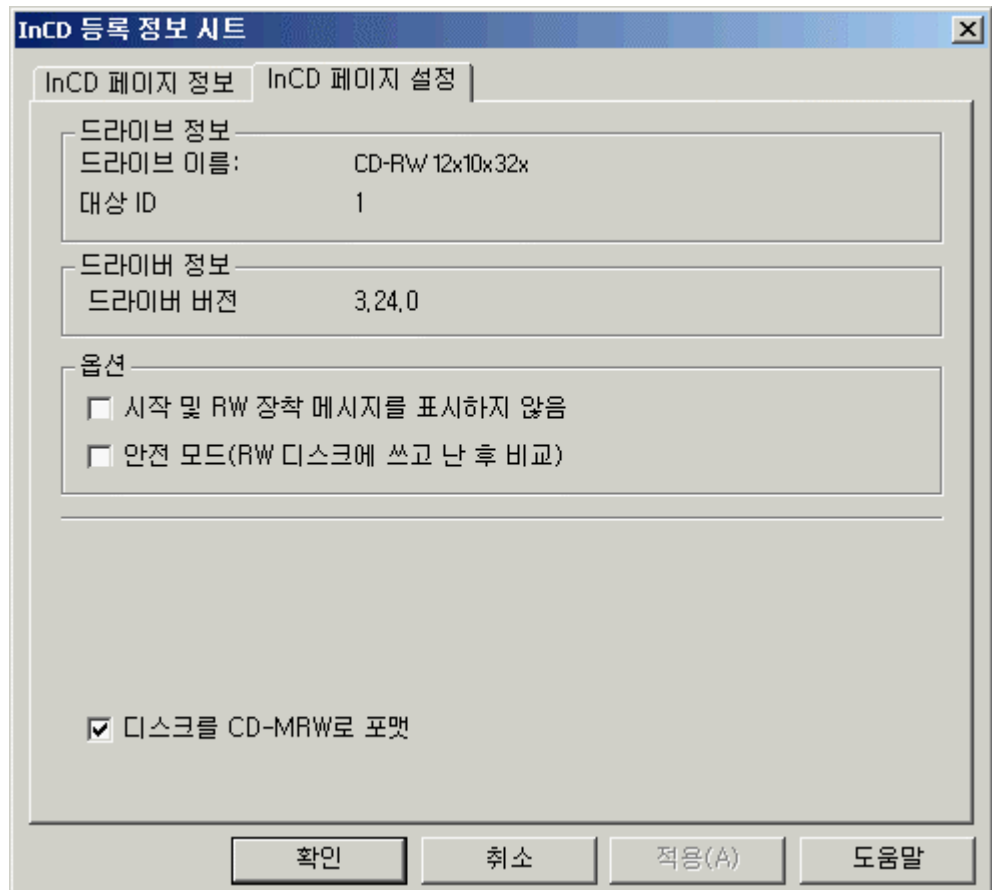 InCD 등록 정보 시트
InCD 페이지 정보 InCD 페이지 설정
드라이브 정보
드라이브 이름: CD-RW 12x10x32x
대상 ID 1
드라이버 정보
드라이버 버전 3,24,0
옵션
시작 및 RW 장착 메시지를 표시하지 않음
안전 모드(RW 디스크에 쓰고 난 후 비교)
디스크를 CD-MRW로 포맷
확인 취소 적용(A) 도움말